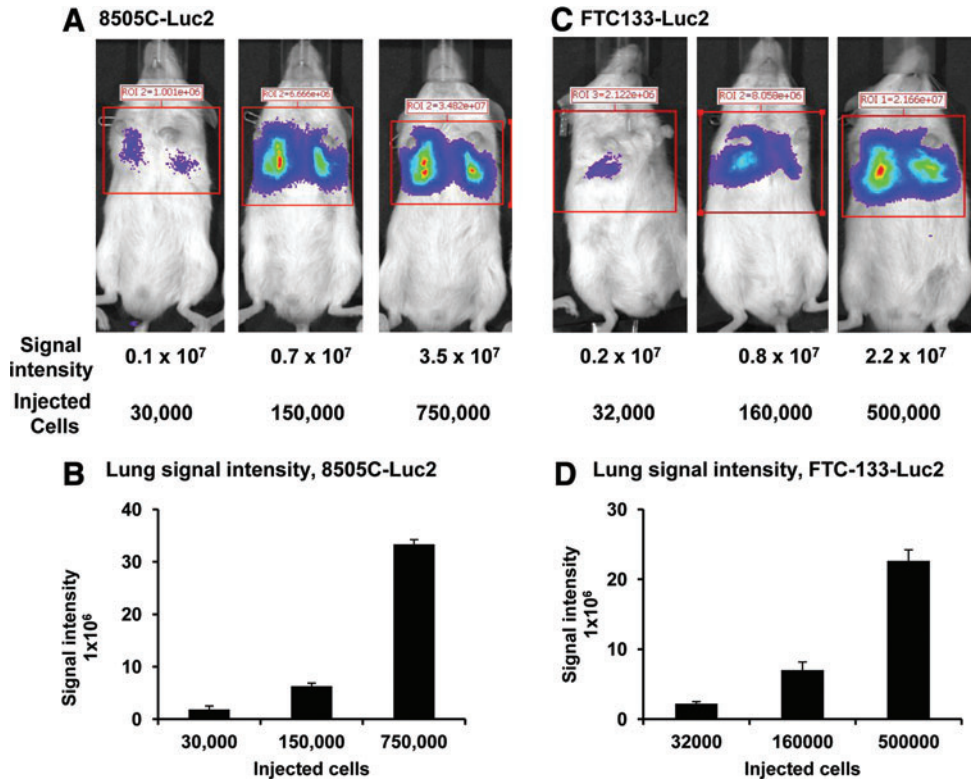 A 8505C-Luc2
ROI 2=1.001e+06
ROI 2=6.666e+06
ROI 2=3.482e+07
Signal intensity
0.1 x 10⁷ 0.7 x 10⁷ 3.5 x 10⁷
Injected Cells
30,000 150,000 750,000
C FTC133-Luc2
ROI 3=2.122e+06
ROI 2=8.058e+06
ROI 1=2.166e+07
0.2 x 10⁷ 0.8 x 10⁷ 2.2 x 10⁷
32,000 160,000 500,000
B Lung signal intensity, 8505C-Luc2
Signal intensity
1x10⁶
40
30
20
10
0
30,000 150,000 750,000
Injected cells
D Lung signal intensity, FTC-133-Luc2
Signal intensity
1x10⁶
30
20
10
0
32000 160000 500000
Injected cells